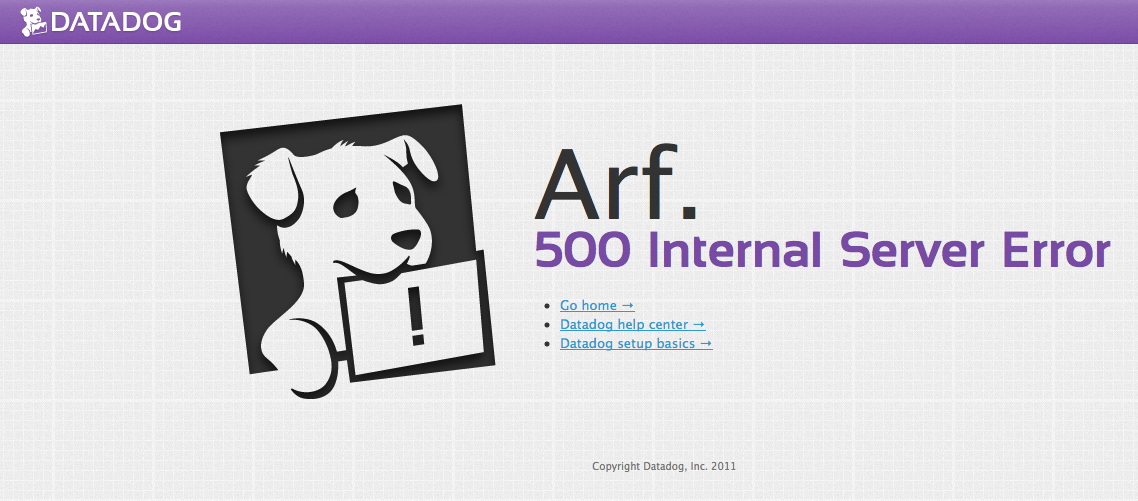 DATADOG
!
Arf.
500 Internal Server Error
Go home →
Datadog help center →
Datadog setup basics →
Copyright Datadog, Inc. 2011